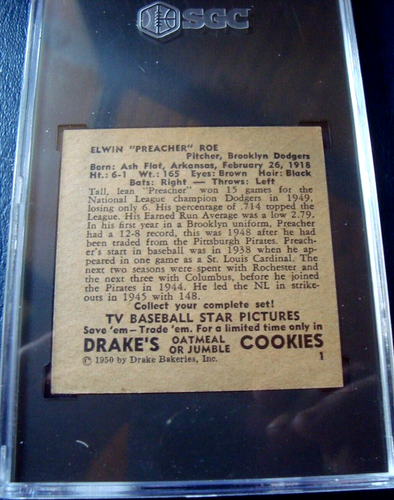 SGC
ELWIN "PREACHER" ROE
Pitcher, Brooklyn Dodgers
Born: Ash Flat, Arkansas, February 26, 1918
Ht.: 6-1 Wt.: 165 Eyes: Brown Hair: Black
Bats: Right — Throws: Left
Tall, lean "Preacher" won 15 games for the
National League champion Dodgers in 1949,
losing only 6. His percenrage of .714 topped the
League. His Earned Run Average was a low 2.79.
In his first year in a Brooklyn uniform, Preacher
had a 12-8 record, this was 1948 after he had
been traded from the Pittsburgh Pirates. Preach-
er's start in baseball was in 1938 when he ap-
peared in one game as a St. Louis Cardinal. The
next two seasons were spent with Rochester and
the next three with Columbus, before he joined
the Pirates in 1944. He led the NL in strike-
outs in 1945 with 148.
Collect your complete set!
TV BASEBALL STAR PICTURES
Save 'em—Trade 'em. For a limited time only in
DRAKE'S OATMEAL OR JUMBLE COOKIES
© 1950 by Drake Bakeries, Inc. 1